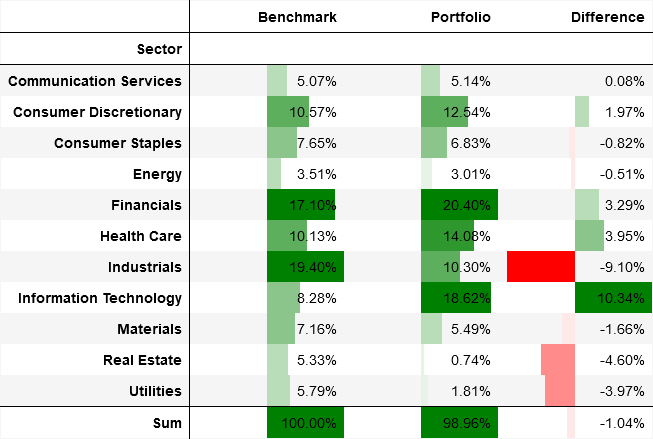 Benchmark Portfolio Difference
Sector
Communication Services 5.07% 5.14% 0.08%
Consumer Discretionary 10.57% 12.54% 1.97%
Consumer Staples 7.65% 6.83% -0.82%
Energy 3.51% 3.01% -0.51%
Financials 17.10% 20.40% 3.29%
Health Care 10.13% 14.08% 3.95%
Industrials 19.40% 10.30% -9.10%
Information Technology 8.28% 18.62% 10.34%
Materials 7.16% 5.49% -1.66%
Real Estate 5.33% 0.74% -4.60%
Utilities 5.79% 1.81% -3.97%
Sum 100.00% 98.96% -1.04%